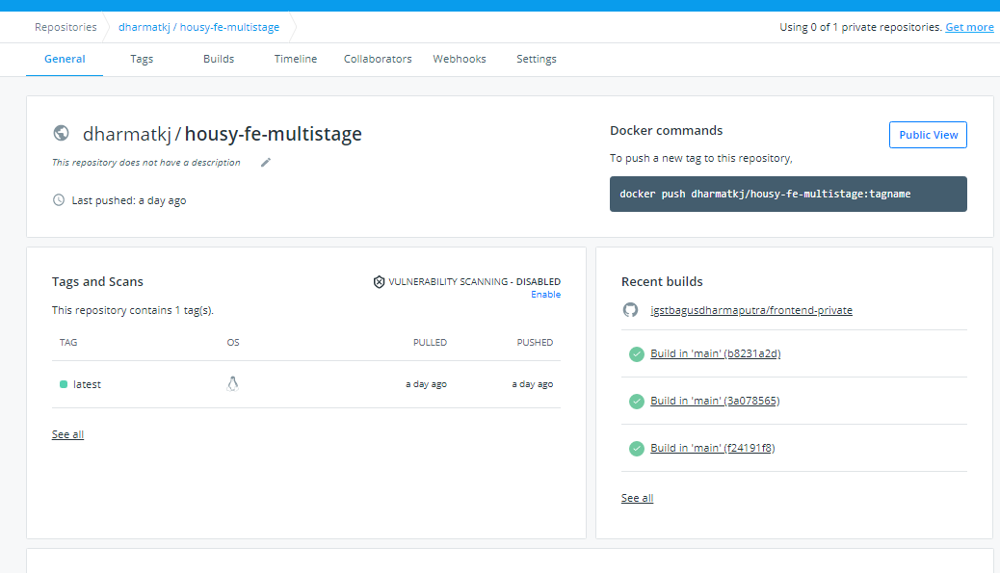 Repositories
dharmatkj / housy-fe-multistage
Using 0 of 1 private repositories. Get more
General
Tags
Builds
Timeline
Collaborators
Webhooks
Settings
dharmatkj / housy-fe-multistage
This repository does not have a description
Last pushed: a day ago
Docker commands
Public View
To push a new tag to this repository,
docker push dharmatkj/housy-fe-multistage:tagname
Tags and Scans
VULNERABILITY SCANNING - DISABLED
Enable
This repository contains 1 tag(s).
TAG
OS
PULLED
PUSHED
latest
a day ago
a day ago
See all
Recent builds
igstbagusdharmaputra/frontend-private
Build in 'main' (b8231a2d)
Build in 'main' (3a078565)
Build in 'main' (f24191f8)
See all